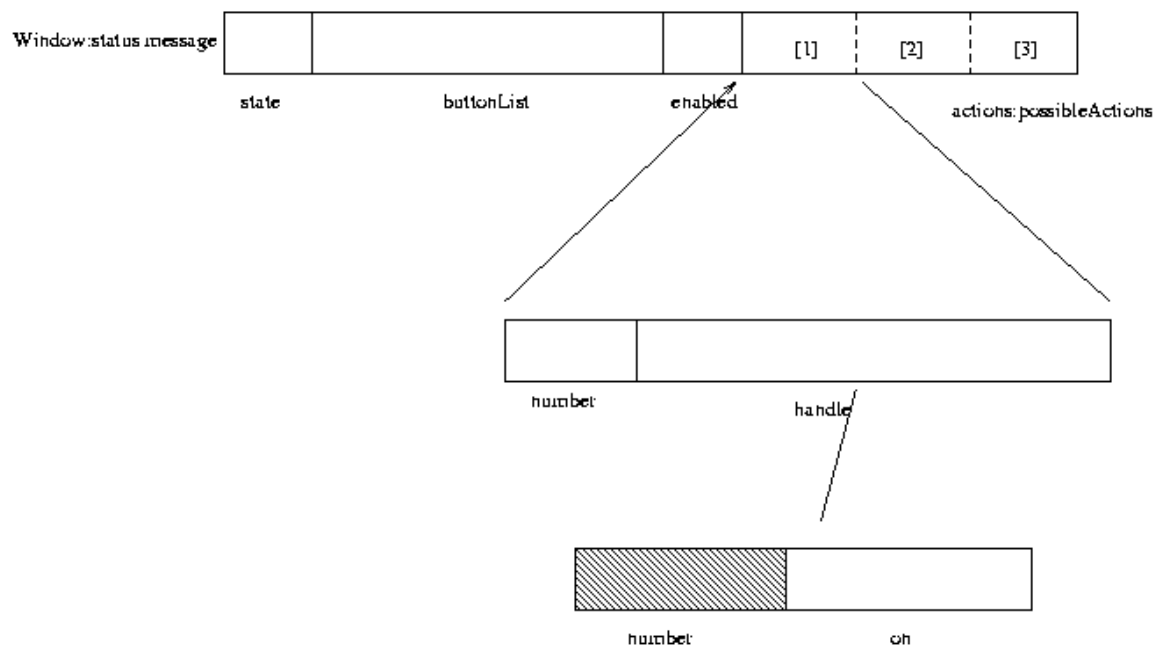 Window:status message
[1] [2] [3]
state buttonList enabled actions:possibleActions
number handle
number on